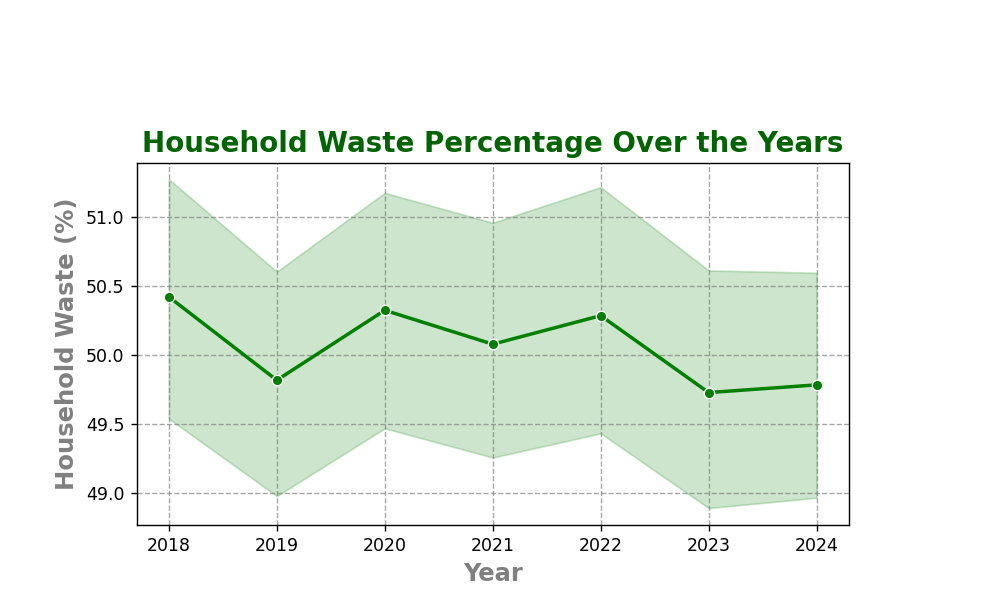 Household Waste Percentage Over the Years
Household Waste (%)
51.0
50.5
50.0
49.5
49.0
2018 2019 2020 2021 2022 2023 2024
Year